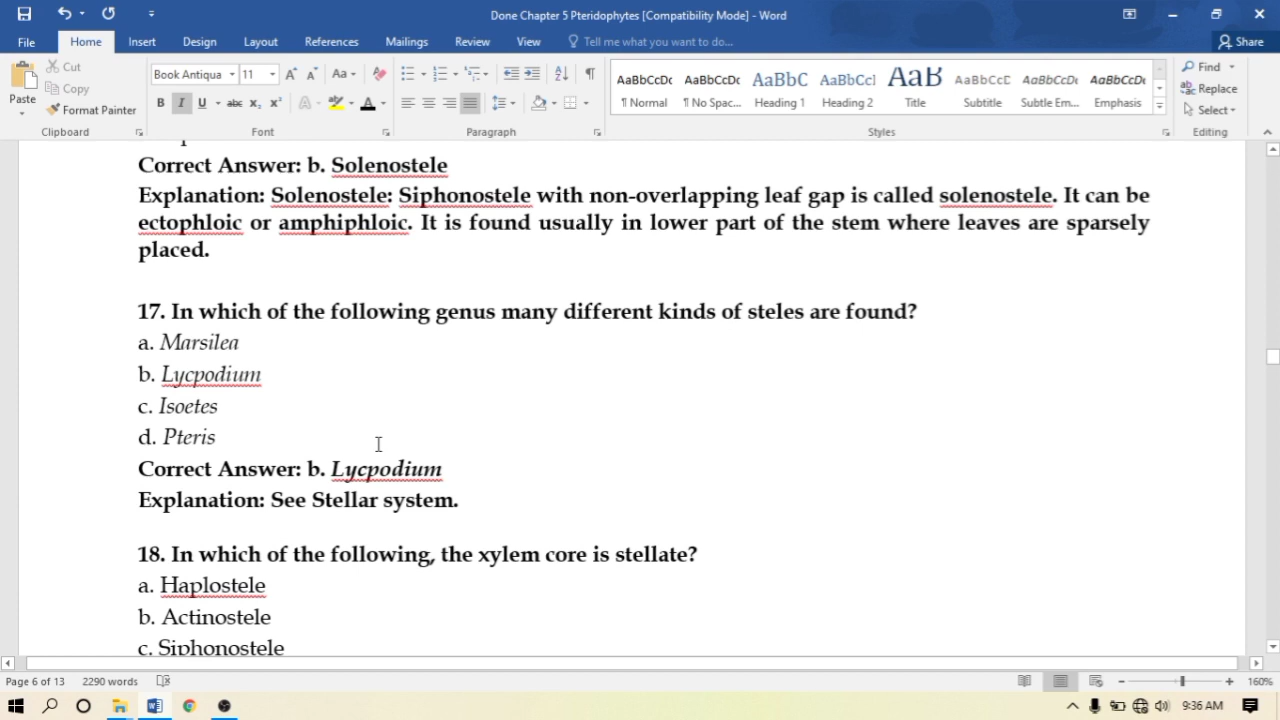 Done Chapter 5 Pteridophytes [Compatibility Mode] - Word
File Home Insert Design Layout References Mailings Review View Tell me what you want to do... Share
Paste
Cut
Copy
Format Painter
Clipboard
Book Antiqua 11
Font
Paragraph
AaBbCcDc AaBbCcDc AaBbC AaBbCcI AaB AaBbCcD AaBbCcDt AaBbCcDt
¶ Normal ¶ No Spac... Heading 1 Heading 2 Title Subtitle Subtle Em... Emphasis
Styles
Find
Replace
Select
Editing
Correct Answer: b. Solenostele
Explanation: Solenostele: Siphonostele with non-overlapping leaf gap is called solenostele. It can be
ectophloic or amphiphloic. It is found usually in lower part of the stem where leaves are sparsely
placed.
17. In which of the following genus many different kinds of steles are found?
a. Marsilea
b. Lycpodium
c. Isoetes
d. Pteris
Correct Answer: b. Lycpodium
Explanation: See Stellar system.
18. In which of the following, the xylem core is stellate?
a. Haplostele
b. Actinostele
c. Siphonostele
Page 6 of 13 2290 words 160%
9:36 AM